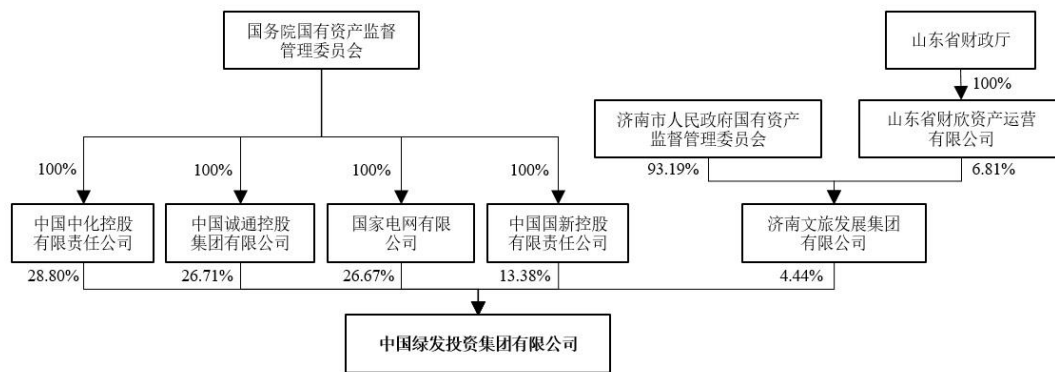 国务院国有资产监督
管理委员会
山东省财政厅
100%
济南市人民政府国有资产
监督管理委员会
山东省财欣资产运营
有限公司
100%
100%
100%
100%
93.19%
6.81%
中国中化控股
有限责任公司
中国诚通控股
集团有限公司
国家电网有限
公司
中国国新控股
有限责任公司
济南文旅发展集团
有限公司
28.80%
26.71%
26.67%
13.38%
4.44%
中国绿发投资集团有限公司